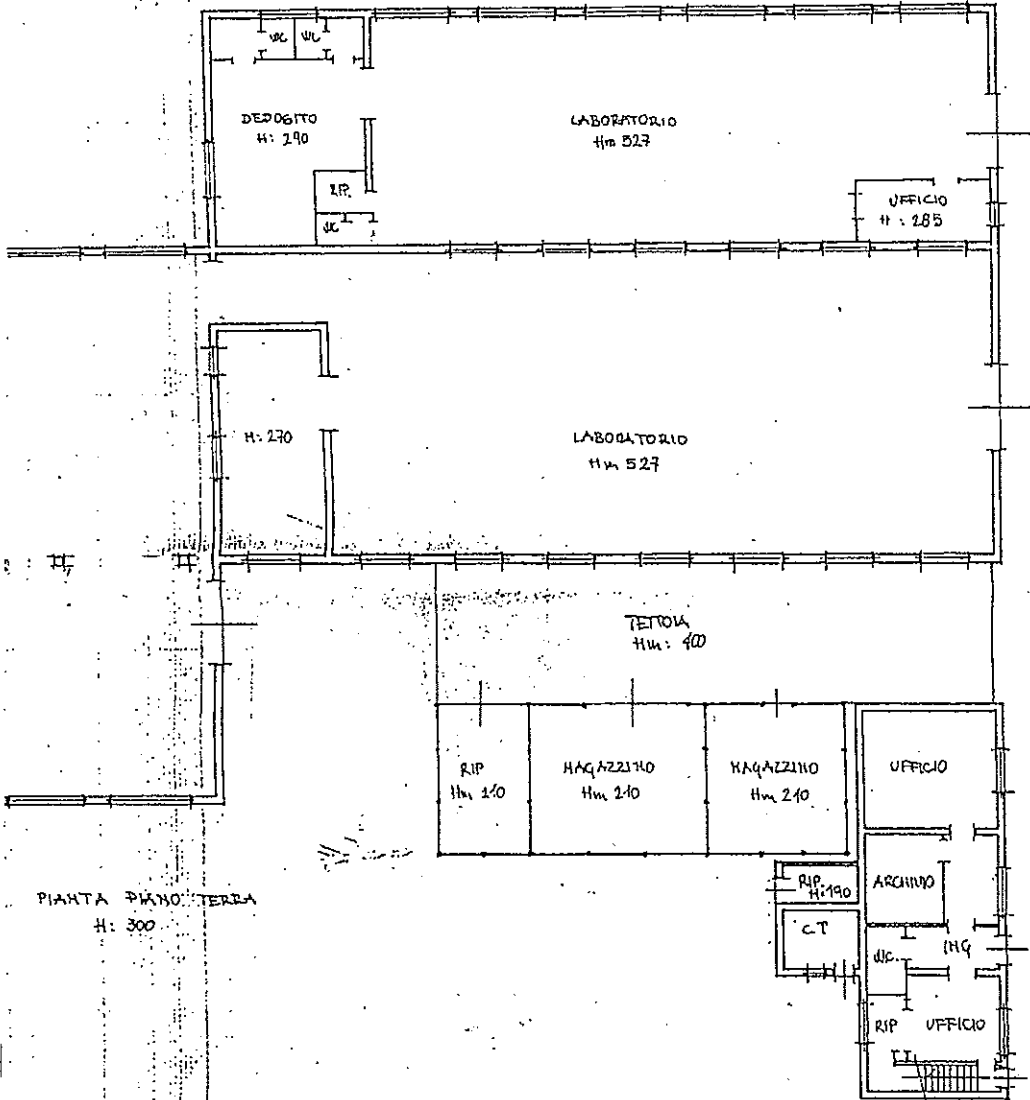 WC
WC
DEPOSITO
H: 290
LABORATORIO
Hm 527
RIP.
WC
UFFICIO
H: 285
H: 270
LABORATORIO
Hm 527
TETTOIA
Hm: 400
RIP
Hm 210
MAGAZZINO
Hm 210
MAGAZZINO
Hm 210
UFFICIO
RIP.
H: 190
ARCHIVIO
C.T
WC.
ING
RIP
UFFICIO
PIANTA PIANO TERRA
H: 300